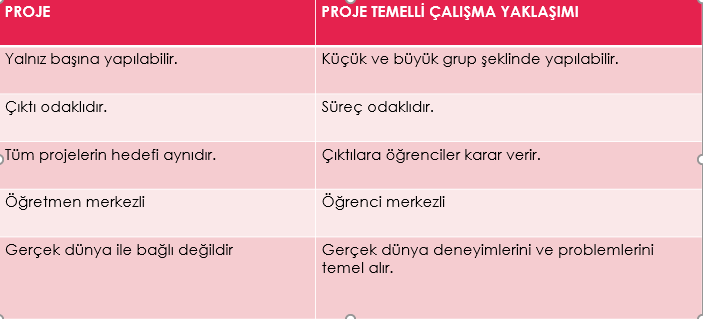 PROJE
PROJE TEMELLİ ÇALIŞMA YAKLAŞIMI
Yalnız başına yapılabilir.
Küçük ve büyük grup şeklinde yapılabilir.
Çıktı odaklıdır.
Süreç odaklıdır.
Tüm projelerin hedefi aynıdır.
Çıktılara öğrenciler karar verir.
Öğretmen merkezli
Öğrenci merkezli
Gerçek dünya ile bağlı değildir
Gerçek dünya deneyimlerini ve problemlerini
temel alır.